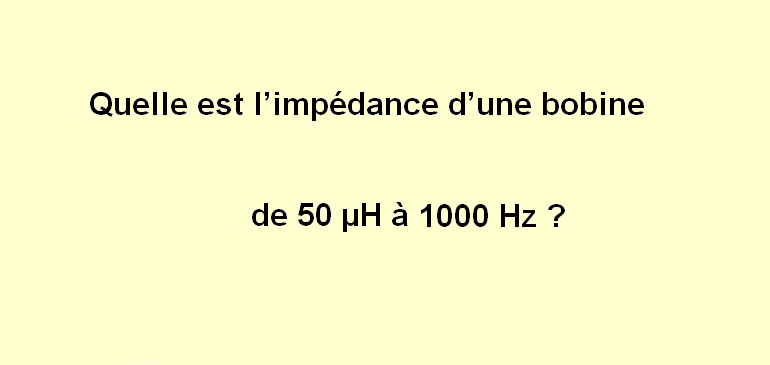 Quelle est l’impédance d’une bobine
de 50 µH à 1000 Hz ?